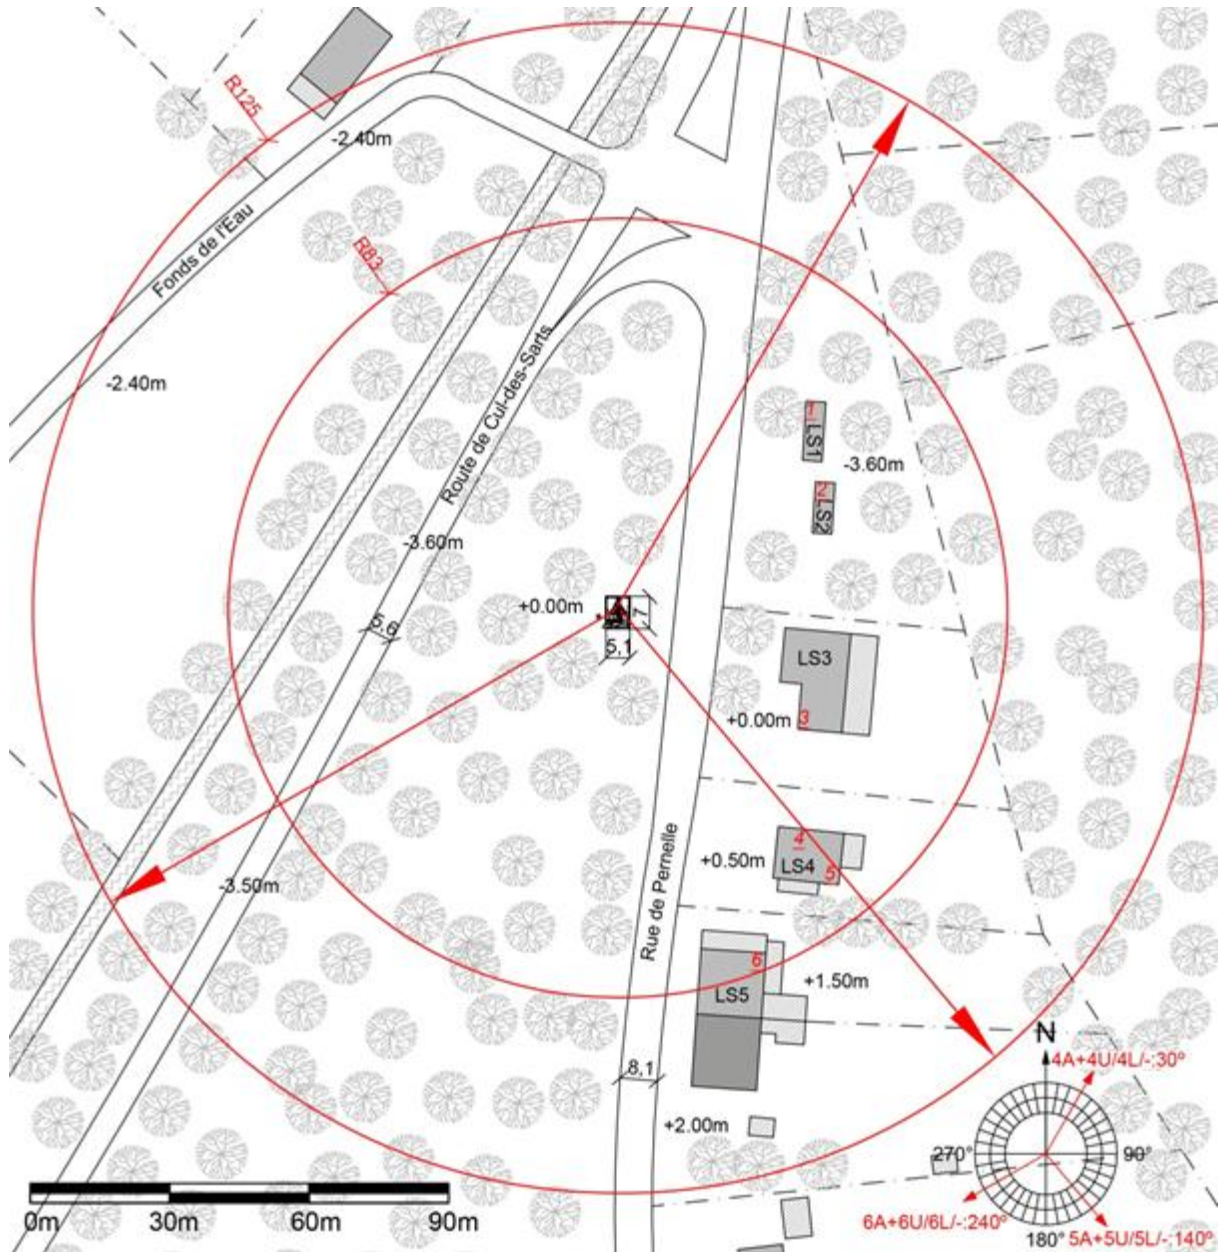 R125
-2.40m
Fonds de l'Eau
R83
-2.40m
Route de Cul-des-Sarts
1
LS1
-3.60m
2
LS2
-3.60m
+0.00m
7
5,6
5,1
LS3
3
+0.00m
4
+0.50m
LS4
5
Rue de Pernelle
-3.50m
6
LS5
+1.50m
8,1
+2.00m
N
4A+4U/4L/-;30°
270°
90°
6A+6U/6L/-;240°
180°
5A+5U/5L/-;140°
0m
30m
60m
90m